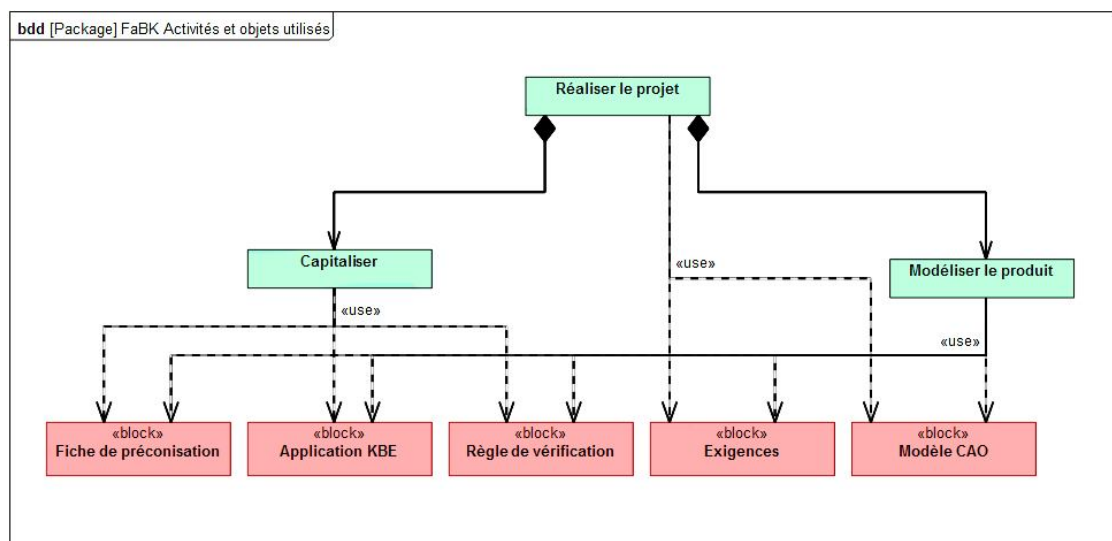 bdd [Package] FaBK Activités et objets utilisés
Réaliser le projet
Capitaliser
«use»
Modéliser le produit
«use»
«use»
«block»
Fiche de préconisation
«block»
Application KBE
«block»
Règle de vérification
«block»
Exigences
«block»
Modèle CAO